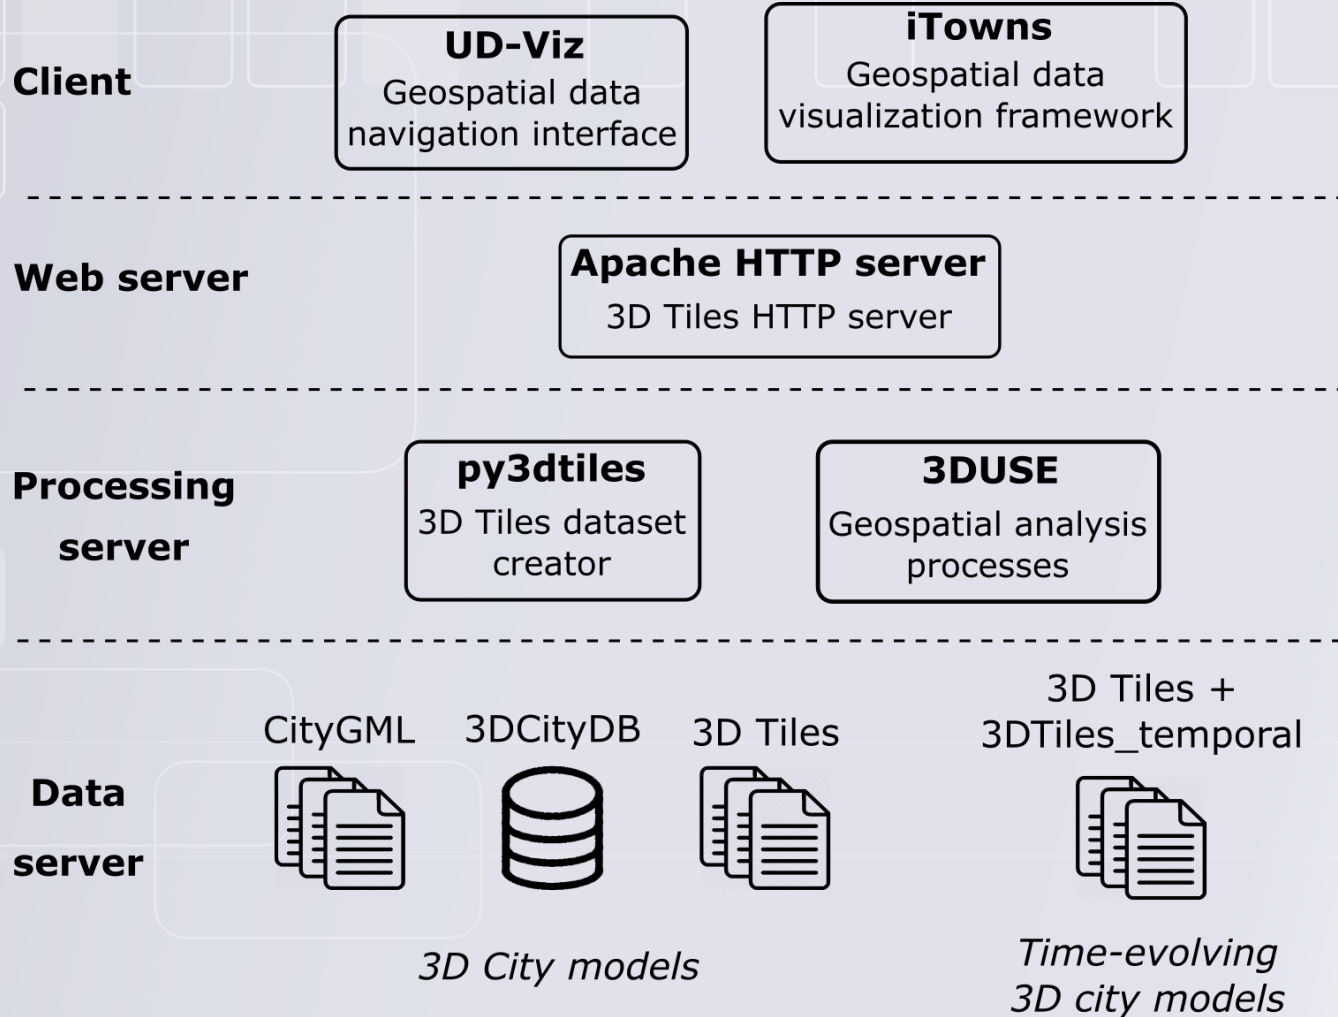 Client
UD-Viz
Geospatial data
navigation interface
iTowns
Geospatial data
visualization framework
Web server
Apache HTTP server
3D Tiles HTTP server
Processing
server
py3dtiles
3D Tiles dataset
creator
3DUSE
Geospatial analysis
processes
Data
server
CityGML
3DCityDB
3D Tiles
3D Tiles +
3DTiles_temporal
3D City models
Time-evolving
3D city models